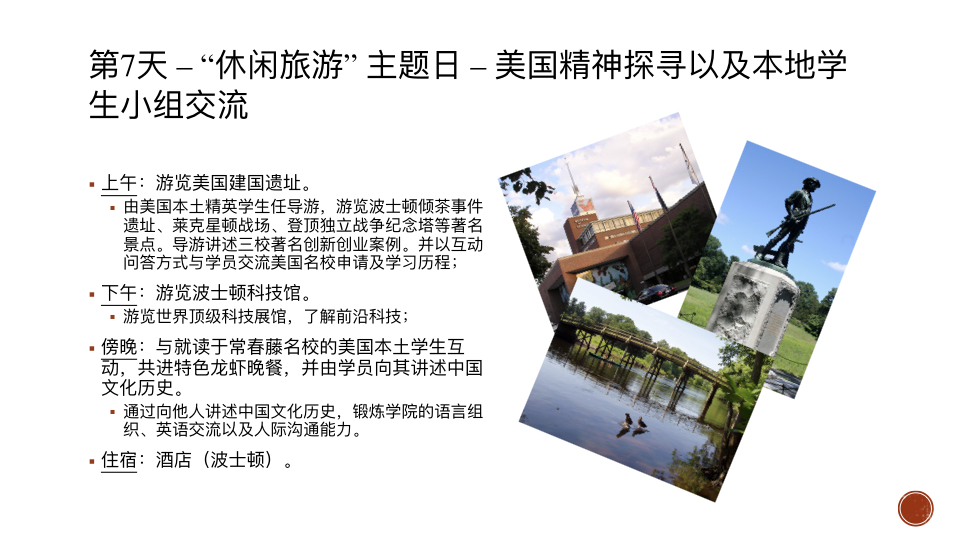 第7天 – “休闲旅游” 主题日 – 美国精神探寻以及本地学
生小组交流
▪ 上午：游览美国建国遗址。
▪ 由美国本土精英学生任导游，游览波士顿倾茶事件
遗址、莱克星顿战场、登顶独立战争纪念塔等著名
景点。导游讲述三校著名创新创业案例。并以互动
问答方式与学员交流美国名校申请及学习历程；
▪ 下午：游览波士顿科技馆。
▪ 游览世界顶级科技展馆，了解前沿科技；
▪ 傍晚：与就读于常春藤名校的美国本土学生互
动，共进特色龙虾晚餐，并由学员向其讲述中国
文化历史。
▪ 通过向他人讲述中国文化历史，锻炼学院的语言组
织、英语交流以及人际沟通能力。
▪ 住宿：酒店（波士顿）。